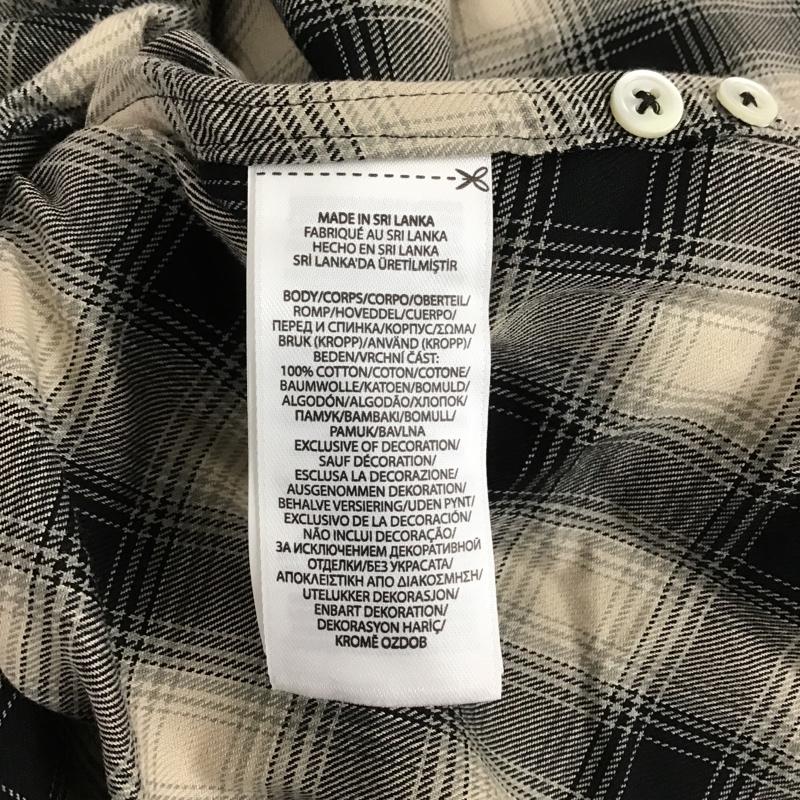 MADE IN SRI LANKA
FABRIQUÉ AU SRI LANKA
HECHO EN SRI LANKA
SRİ LANKA'DA ÜRETİLMİŞTİR
BODY/CORPS/CORPO/OBERTEIL/
ROMP/HOVEDDEL/CUERPO/
ПЕРЕД И СПИНКА/КОРПУС/ΣΩΜΑ/
BRUK (KROPP)/ANVÄND (KROPP)/
BEDEN/VRCHNÍ ČÁST:
100% COTTON/COTON/COTONE/
BAUMWOLLE/KATOEN/BOMULD/
ALGODÓN/ALGODÃO/ХЛОПОК/
ПАМУК/ΒΑΜΒΑΚΙ/BOMULL/
PAMUK/BAVLNA
EXCLUSIVE OF DECORATION/
SAUF DÉCORATION/
ESCLUSA LA DECORAZIONE/
AUSGENOMMEN DEKORATION/
BEHALVE VERSIERING/UDEN PYNT/
EXCLUSIVO DE LA DECORACIÓN/
NÃO INCLUI DECORAÇÃO/
ЗА ИСКЛЮЧЕНИЕМ ДЕКОРАТИВНОЙ
ОТДЕЛКИ/БЕЗ УКРАСАТА/
ΑΠΟΚΛΕΙΣΤΙΚΗ ΑΠΟ ΔΙΑΚΟΣΜΗΣΗ/
UTELUKKER DEKORASJON/
ENBART DEKORATION/
DEKORASYON HARİÇ/
KROMĚ OZDOB